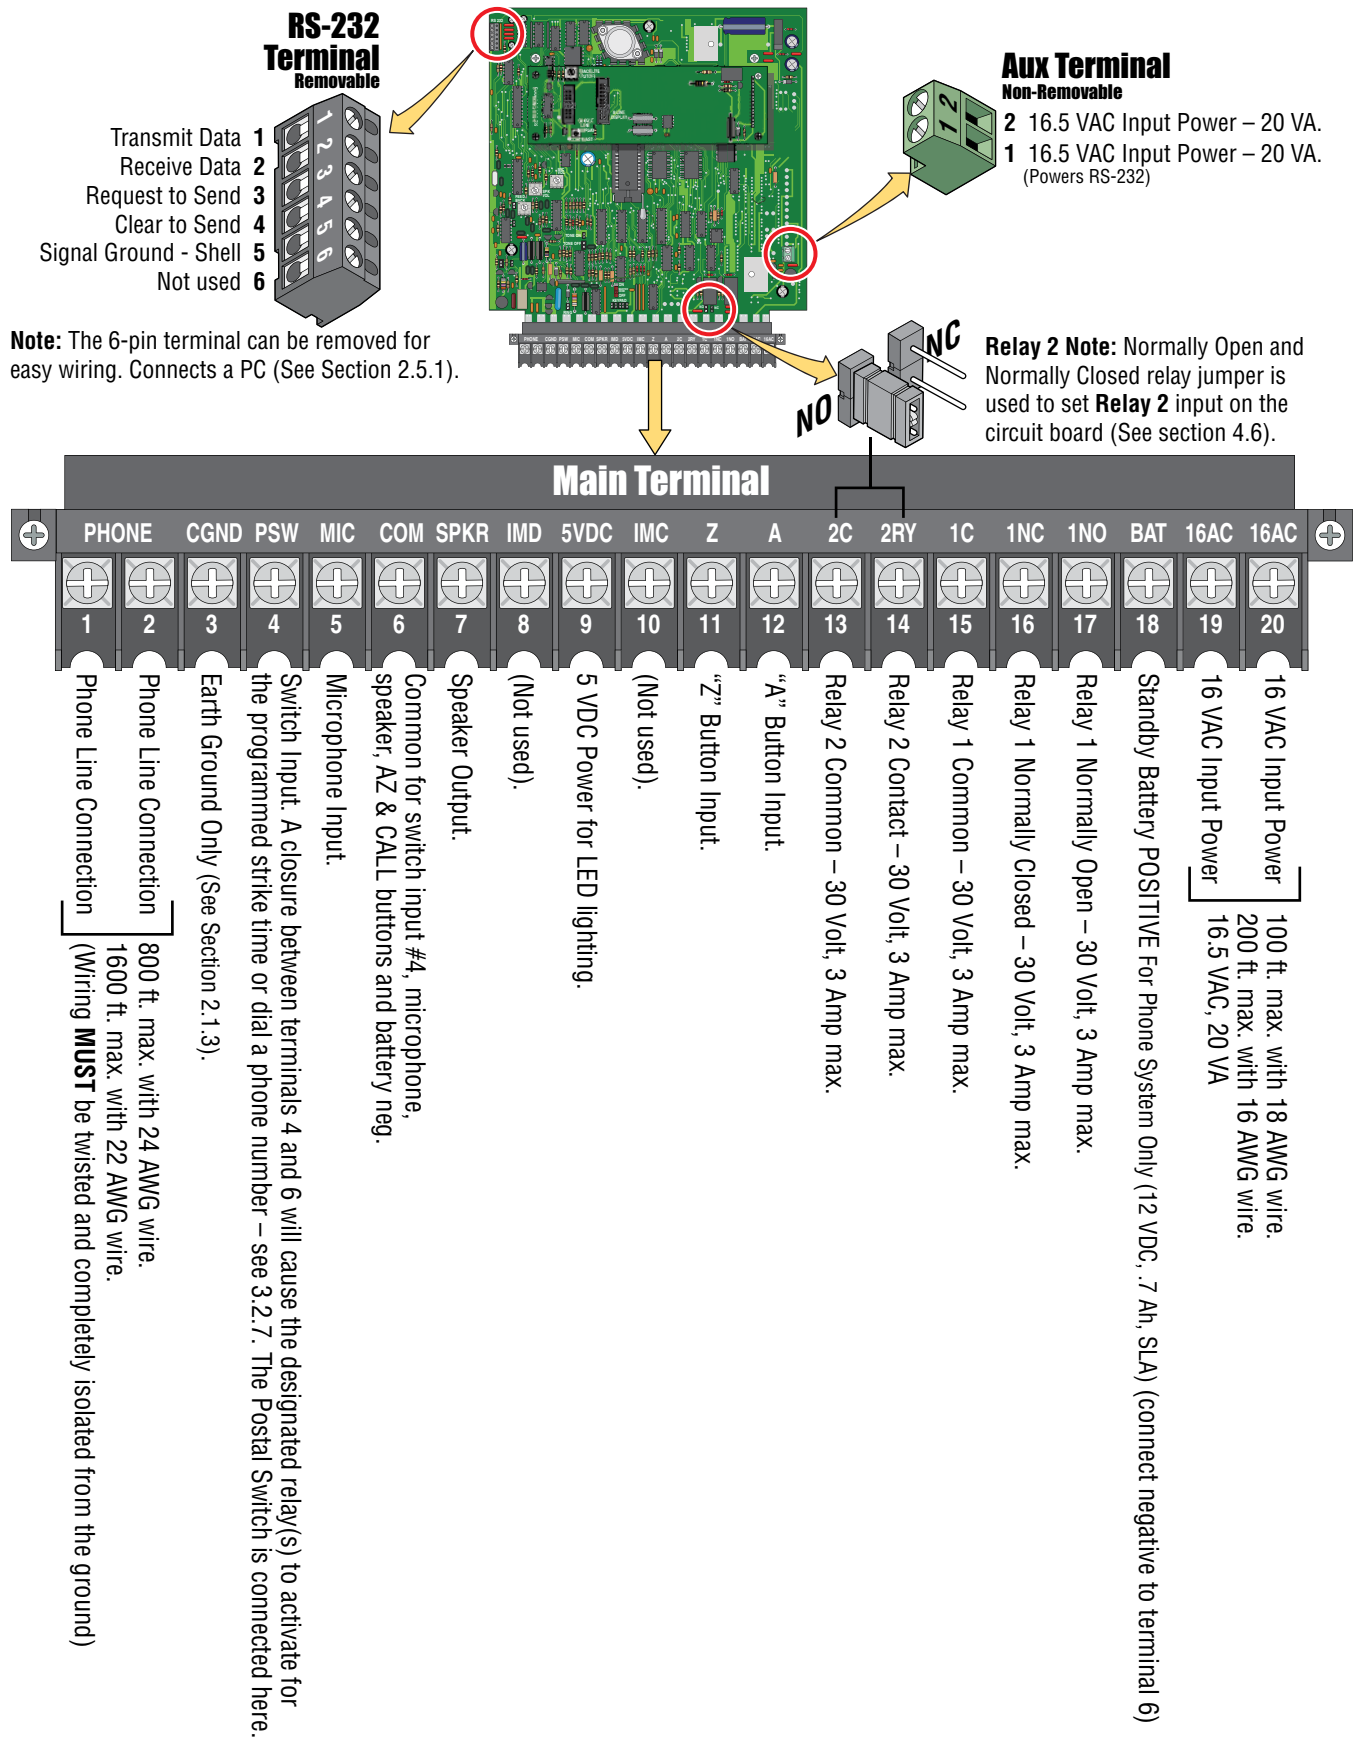 RS-232
Terminal
Removable
Transmit Data 1
Receive Data 2
Request to Send 3
Clear to Send 4
Signal Ground - Shell 5
Not used 6
1
2
3
4
5
6
Note: The 6-pin terminal can be removed for
easy wiring. Connects a PC (See Section 2.5.1).
Aux Terminal
Non-Removable
2 16.5 VAC Input Power – 20 VA.
1 16.5 VAC Input Power – 20 VA.
(Powers RS-232)
2
1
NC
NO
Relay 2 Note: Normally Open and
Normally Closed relay jumper is
used to set Relay 2 input on the
circuit board (See section 4.6).
Main Terminal
PHONE CGND PSW MIC COM SPKR IMD 5VDC IMC Z A 2C 2RY 1C 1NC 1NO BAT 16AC 16AC
1 2 3 4 5 6 7 8 9 10 11 12 13 14 15 16 17 18 19 20
Phone Line Connection
Phone Line Connection
800 ft. max. with 24 AWG wire.
1600 ft. max. with 22 AWG wire.
(Wiring MUST be twisted and completely isolated from the ground)
Earth Ground Only (See Section 2.1.3).
Switch Input. A closure between terminals 4 and 6 will cause the designated relay(s) to activate for
the programmed strike time or dial a phone number – see 3.2.7. The Postal Switch is connected here.
Microphone Input.
Common for switch input #4, microphone,
speaker, AZ & CALL buttons and battery neg.
Speaker Output.
(Not used).
5 VDC Power for LED lighting.
(Not used).
“Z” Button Input.
“A” Button Input.
Relay 2 Common – 30 Volt, 3 Amp max.
Relay 2 Contact – 30 Volt, 3 Amp max.
Relay 1 Common – 30 Volt, 3 Amp max.
Relay 1 Normally Closed – 30 Volt, 3 Amp max.
Relay 1 Normally Open – 30 Volt, 3 Amp max.
Standby Battery POSITIVE For Phone System Only (12 VDC, .7 Ah, SLA) (connect negative to terminal 6)
16 VAC Input Power
16 VAC Input Power
100 ft. max. with 18 AWG wire.
200 ft. max. with 16 AWG wire.
16.5 VAC, 20 VA